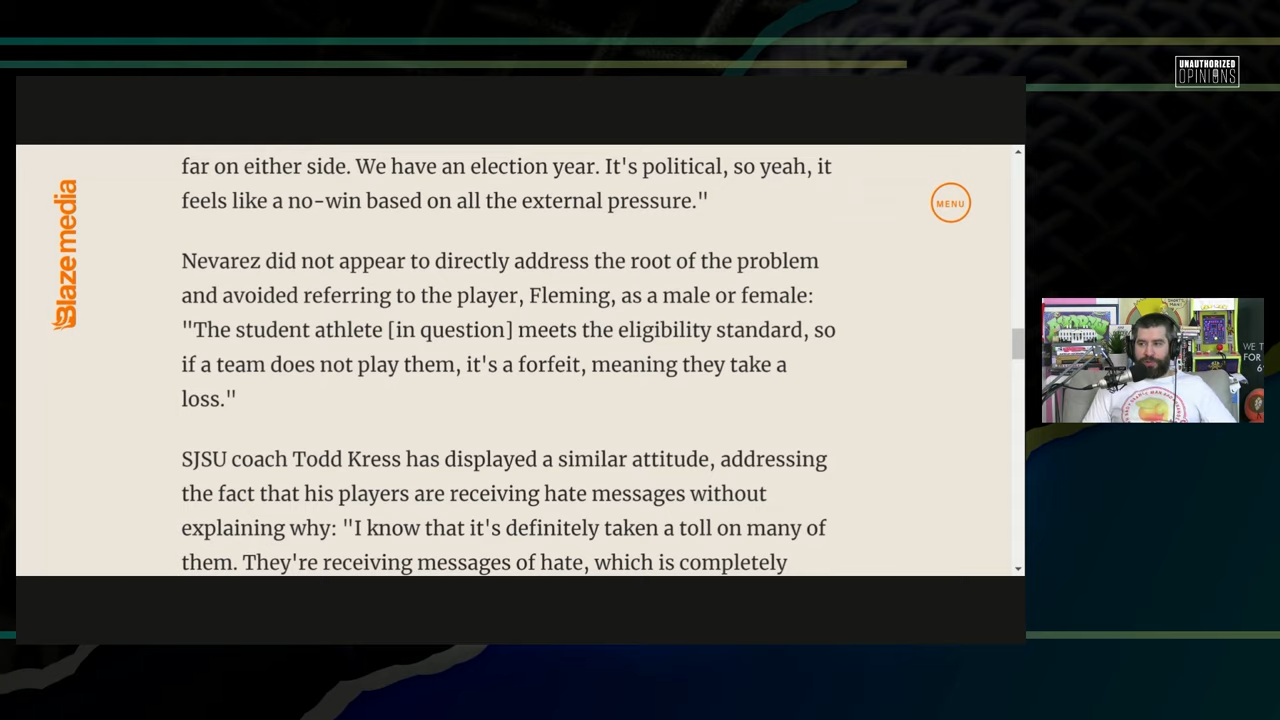 UNAUTHORIZED
OPINIONS
far on either side. We have an election year. It's political, so yeah, it
feels like a no-win based on all the external pressure."
Blaze media
MENU
Nevarez did not appear to directly address the root of the problem
and avoided referring to the player, Fleming, as a male or female:
"The student athlete [in question] meets the eligibility standard, so
if a team does not play them, it's a forfeit, meaning they take a
loss."
SJSU coach Todd Kress has displayed a similar attitude, addressing
the fact that his players are receiving hate messages without
explaining why: "I know that it's definitely taken a toll on many of
them. They're receiving messages of hate, which is completely
WE T
FOR